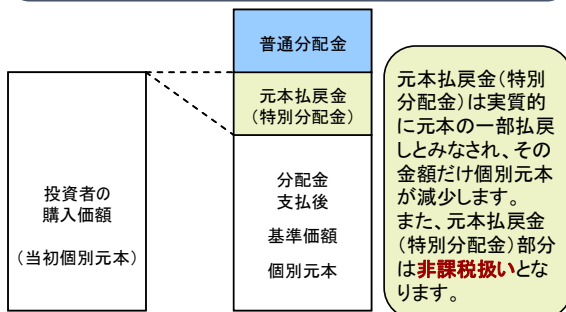 普通分配金
元本払戻金
(特別分配金)
投資者の
購入価額
(当初個別元本)
分配金
支払後
基準価額
個別元本
元本払戻金(特別
分配金)は実質的
に元本の一部払戻
しとみなされ、その
金額だけ個別元本
が減少します。
また、元本払戻金
(特別分配金)部分
は非課税扱いとな
ります。